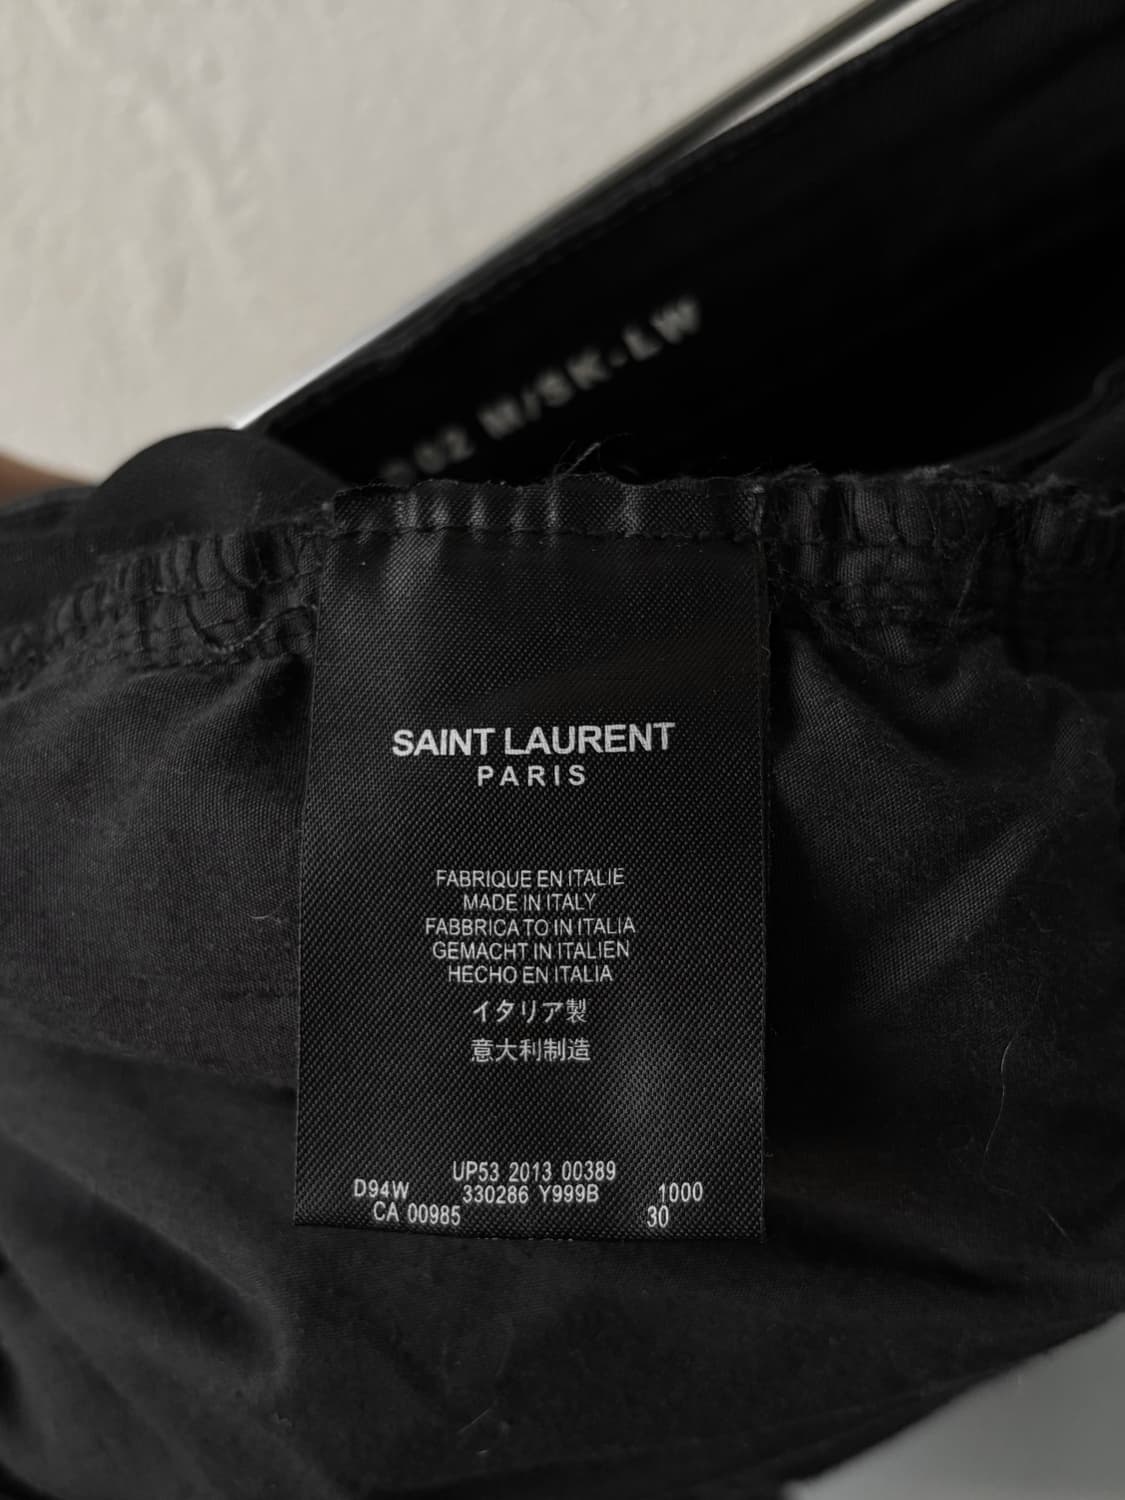 02 M/SK-LW
SAINT LAURENT
PARIS
FABRIQUE EN ITALIE
MADE IN ITALY
FABBRICATO IN ITALIA
GEMACHT IN ITALIEN
HECHO EN ITALIA
イタリア製
意大利制造
UP53 2013 00389
D94W 330286 Y999B 1000
CA 00985 30